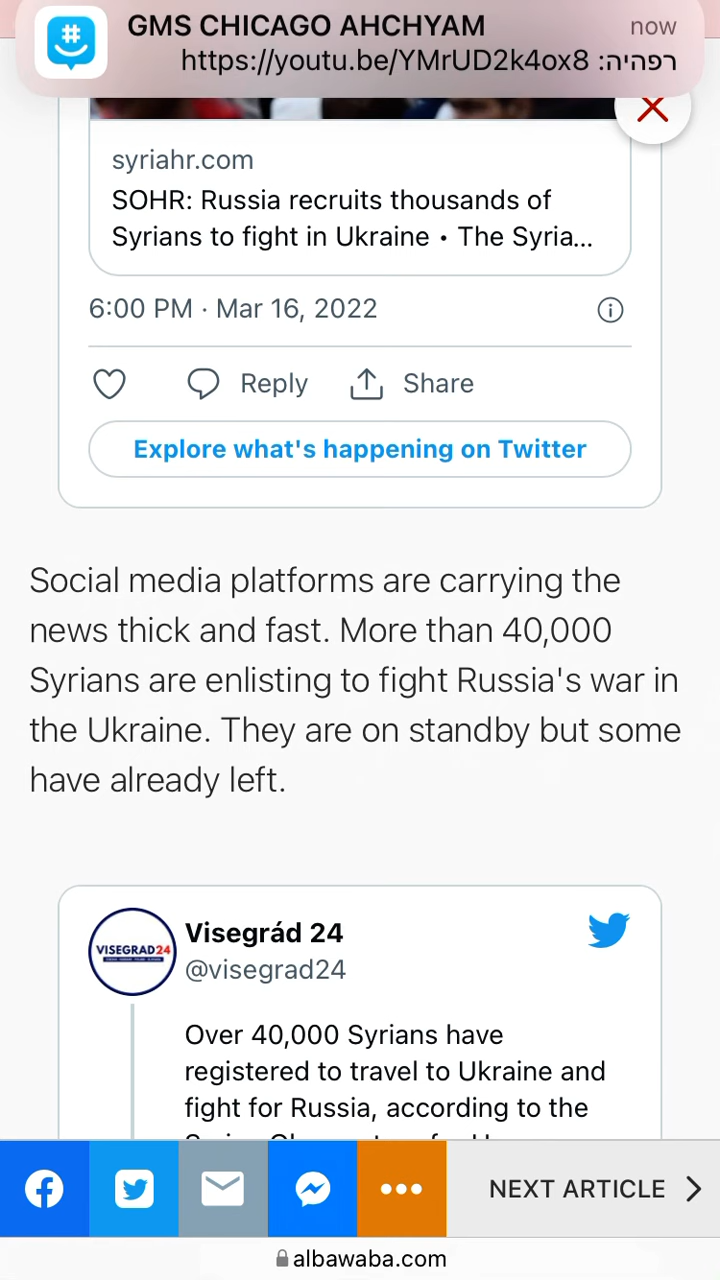 GMS CHICAGO AHCHYAM
now
רפהיה: https://youtu.be/YMrUD2k4ox8
syriahr.com
SOHR: Russia recruits thousands of
Syrians to fight in Ukraine • The Syria...
6:00 PM · Mar 16, 2022
Reply
Share
Explore what's happening on Twitter
Social media platforms are carrying the
news thick and fast. More than 40,000
Syrians are enlisting to fight Russia's war in
the Ukraine. They are on standby but some
have already left.
VISEGRAD24
Visegrád 24
@visegrad24
Over 40,000 Syrians have
registered to travel to Ukraine and
fight for Russia, according to the
NEXT ARTICLE
albawaba.com